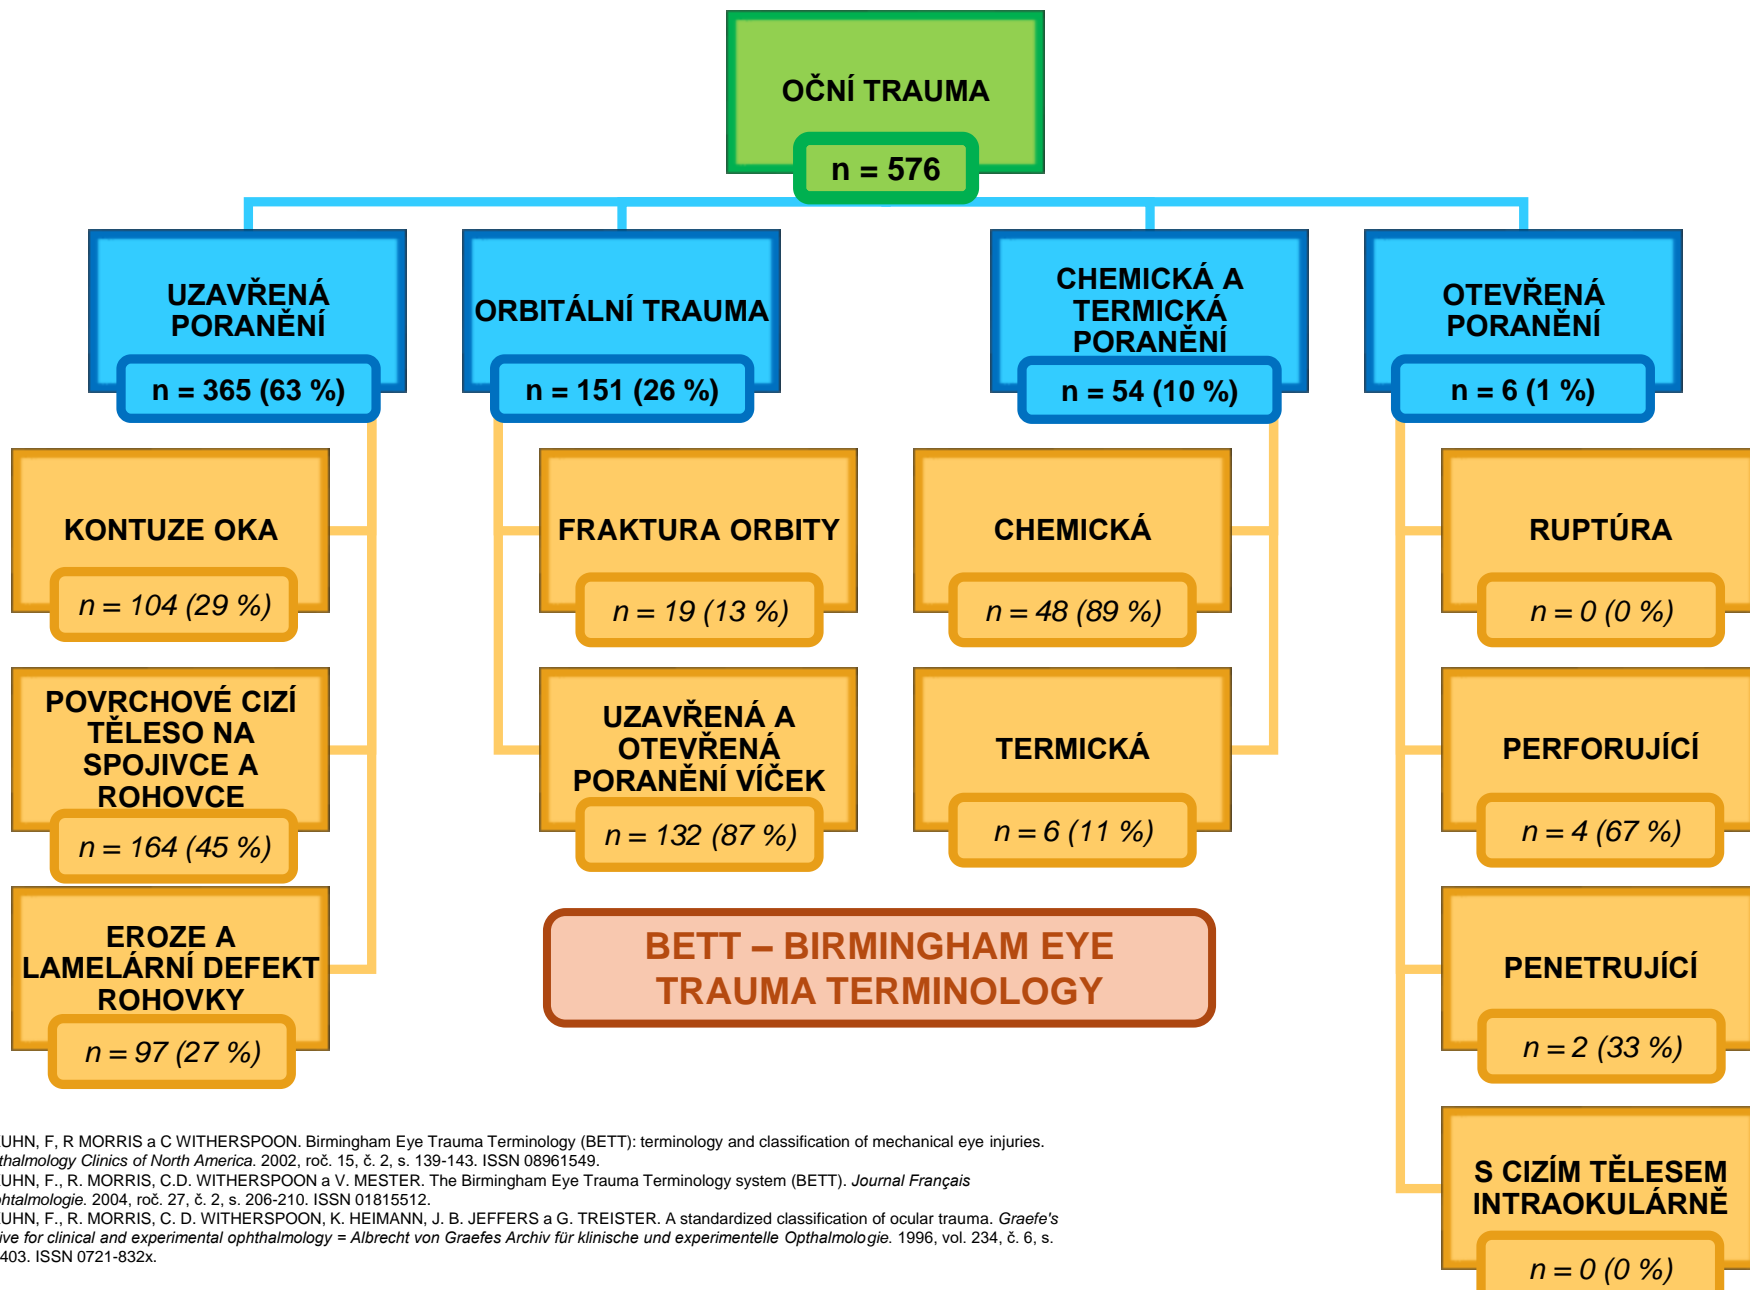 OČNÍ TRAUMA
n = 576
UZAVŘENÁ
PORANĚNÍ
n = 365 (63 %)
ORBITÁLNÍ TRAUMA
n = 151 (26 %)
CHEMICKÁ A
TERMICKÁ
PORANĚNÍ
n = 54 (10 %)
OTEVŘENÁ
PORANĚNÍ
n = 6 (1 %)
KONTUZE OKA
n = 104 (29 %)
FRAKTURA ORBITY
n = 19 (13 %)
CHEMICKÁ
n = 48 (89 %)
RUPTÚRA
n = 0 (0 %)
POVRCHOVÉ CIZÍ
TĚLESO NA
SPOJIVCE A
ROHOVCE
n = 164 (45 %)
UZAVŘENÁ A
OTEVŘENÁ
PORANĚNÍ VÍČEK
n = 132 (87 %)
TERMICKÁ
n = 6 (11 %)
PERFORUJÍCÍ
n = 4 (67 %)
EROZE A
LAMELÁRNÍ DEFEKT
ROHOVKY
n = 97 (27 %)
BETT – BIRMINGHAM EYE
TRAUMA TERMINOLOGY
PENETRUJÍCÍ
n = 2 (33 %)
S CIZÍM TĚLESEM
INTRAOKULÁRNĚ
n = 0 (0 %)
UHN, F, R MORRIS a C WITHERSPOON. Birmingham Eye Trauma Terminology (BETT): terminology and classification of mechanical eye injuries.
thalmology Clinics of North America. 2002, roč. 15, č. 2, s. 139-143. ISSN 08961549.
UHN, F., R. MORRIS, C.D. WITHERSPOON a V. MESTER. The Birmingham Eye Trauma Terminology system (BETT). Journal Français
phtalmologie. 2004, roč. 27, č. 2, s. 206-210. ISSN 01815512.
UHN, F., R. MORRIS, C. D. WITHERSPOON, K. HEIMANN, J. B. JEFFERS a G. TREISTER. A standardized classification of ocular trauma. Graefe's
ive for clinical and experimental ophthalmology = Albrecht von Graefes Archiv für klinische und experimentelle Opthalmologie. 1996, vol. 234, č. 6, s.
403. ISSN 0721-832x.